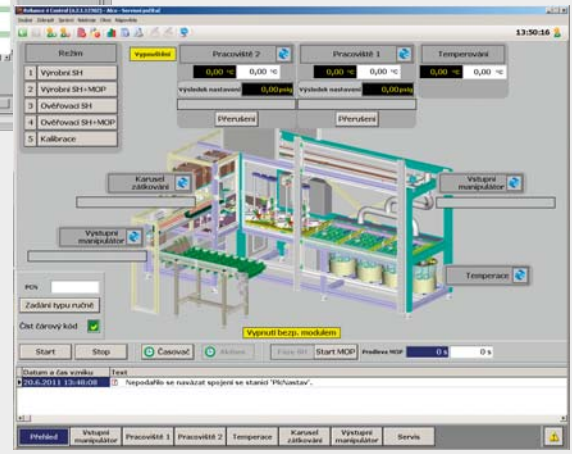 Reliance 4 Control
13:50:16
Režim
Vypouštění
Pracoviště 2
Pracoviště 1
Temperování
1 Výrobní SH
2 Výrobní SH+MOP
3 Ověřovací SH
4 Ověřovací SH+MOP
5 Kalibrace
0,00 °C 0,00 °C
0,00 °C 0,00 °C
0,00 °C 0,00 °C
Výsledek nastavení 0,00 psig
Výsledek nastavení 0,00 psig
Přerušení
Přerušení
Karusel zátkování
Vstupní manipulátor
Výstupní manipulátor
Temperace
PCN
Zadání typu ručně
Číst čárový kód
Vypnutí bezp. modulem
Start Stop Časovač Start MOP Prodleva MOP 0 s 0 s
Datum a čas vzniku Text
20.6.2011 13:48:08 Nepodařilo se navázat spojení se stanicí 'PlcNastav'.
Přehled Vstupní manipulátor Pracoviště 1 Pracoviště 2 Temperace Karusel zátkování Výstupní manipulátor Servis